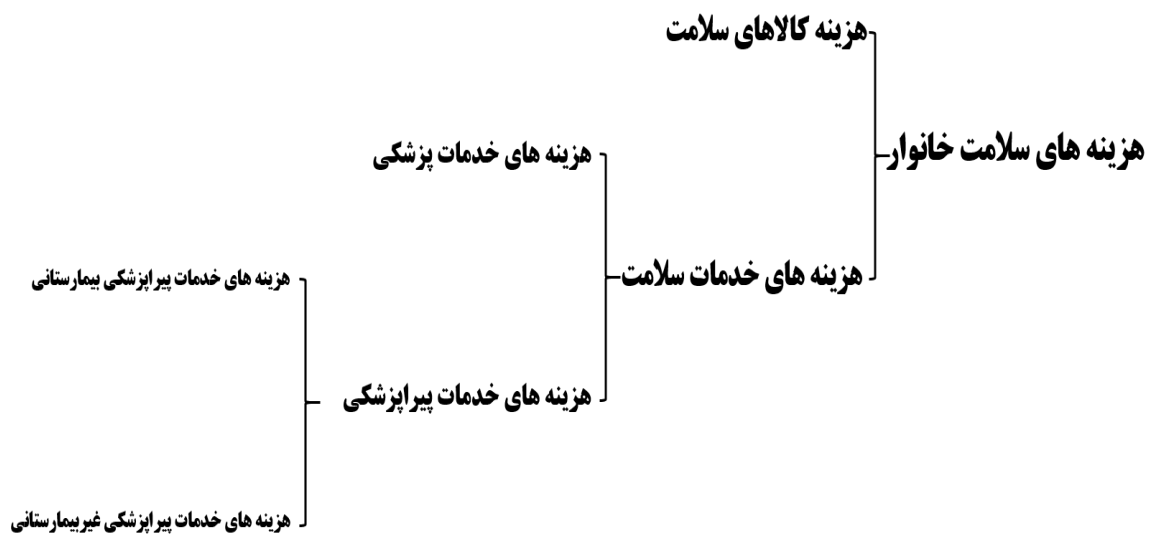 هزینه کالاهای سلامت
هزینه های سلامت خانوار
هزینه های خدمات پزشکی
هزینه های خدمات سلامت
هزینه های خدمات پیراپزشکی بیمارستانی
هزینه های خدمات پیراپزشکی
هزینه های خدمات پیراپزشکی غیربیمارستانی